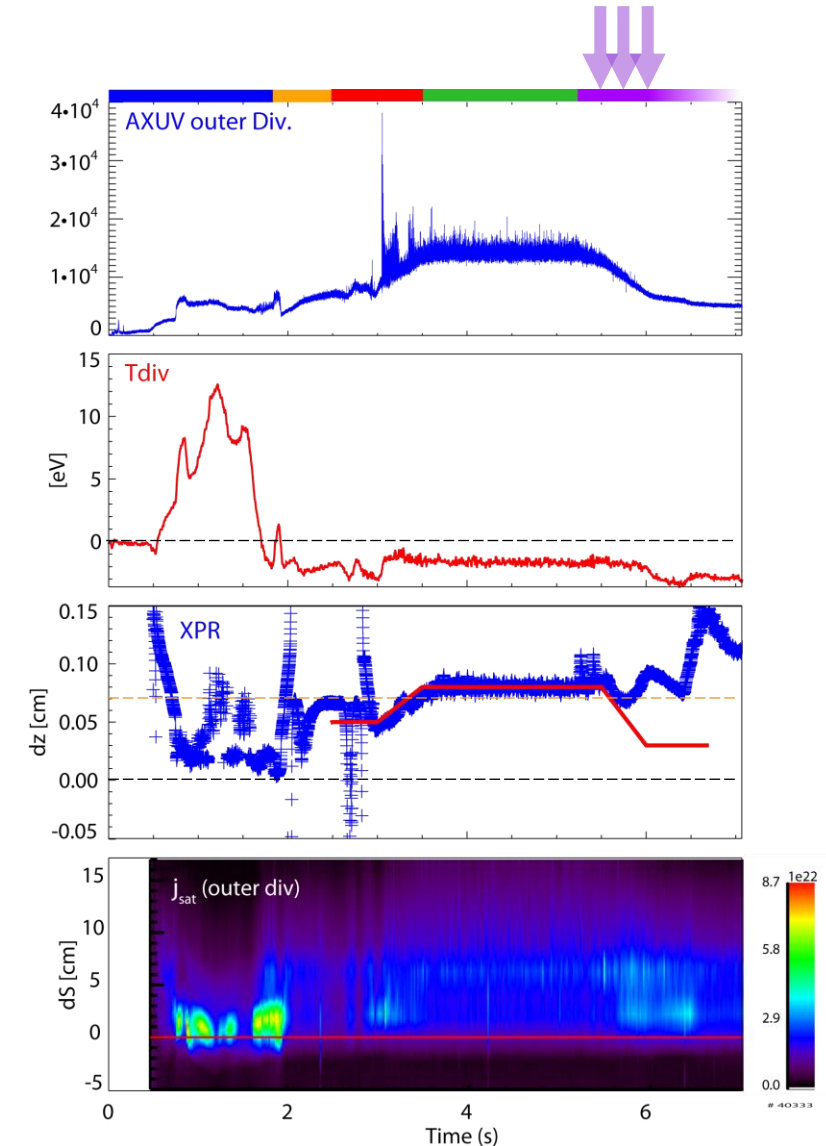 AXUV outer Div.
4•10⁴
3•10⁴
2•10⁴
1•10⁴
0
Tdiv
15
10
5
0
[eV]
XPR
0.15
0.10
0.05
0.00
-0.05
dz [cm]
j_sat (outer div)
15
10
5
0
-5
dS [cm]
8.7 1e22
5.8
2.9
0.0
# 40333
0 2 4 6
Time (s)